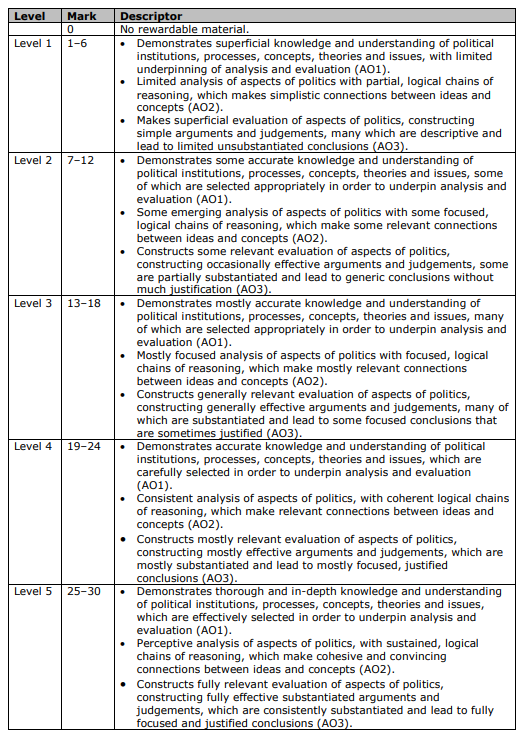 Level Mark Descriptor
0 No rewardable material.
Level 1 1–6 • Demonstrates superficial knowledge and understanding of political
institutions, processes, concepts, theories and issues, with limited
underpinning of analysis and evaluation (AO1).
• Limited analysis of aspects of politics with partial, logical chains of
reasoning, which makes simplistic connections between ideas and
concepts (AO2).
• Makes superficial evaluation of aspects of politics, constructing
simple arguments and judgements, many which are descriptive and
lead to limited unsubstantiated conclusions (AO3).
Level 2 7–12 • Demonstrates some accurate knowledge and understanding of
political institutions, processes, concepts, theories and issues, some
of which are selected appropriately in order to underpin analysis and
evaluation (AO1).
• Some emerging analysis of aspects of politics with some focused,
logical chains of reasoning, which make some relevant connections
between ideas and concepts (AO2).
• Constructs some relevant evaluation of aspects of politics,
constructing occasionally effective arguments and judgements, some
are partially substantiated and lead to generic conclusions without
much justification (AO3).
Level 3 13–18 • Demonstrates mostly accurate knowledge and understanding of
political institutions, processes, concepts, theories and issues, many
of which are selected appropriately in order to underpin analysis and
evaluation (AO1).
• Mostly focused analysis of aspects of politics with focused, logical
chains of reasoning, which make mostly relevant connections
between ideas and concepts (AO2).
• Constructs generally relevant evaluation of aspects of politics,
constructing generally effective arguments and judgements, many of
which are substantiated and lead to some focused conclusions that
are sometimes justified (AO3).
Level 4 19–24 • Demonstrates accurate knowledge and understanding of political
institutions, processes, concepts, theories and issues, which are
carefully selected in order to underpin analysis and evaluation
(AO1).
• Consistent analysis of aspects of politics, with coherent logical chains
of reasoning, which make relevant connections between ideas and
concepts (AO2).
• Constructs mostly relevant evaluation of aspects of politics,
constructing mostly effective arguments and judgements, which are
mostly substantiated and lead to mostly focused, justified
conclusions (AO3).
Level 5 25–30 • Demonstrates thorough and in-depth knowledge and understanding
of political institutions, processes, concepts, theories and issues,
which are effectively selected in order to underpin analysis and
evaluation (AO1).
• Perceptive analysis of aspects of politics, with sustained, logical
chains of reasoning, which make cohesive and convincing
connections between ideas and concepts (AO2).
• Constructs fully relevant evaluation of aspects of politics,
constructing fully effective substantiated arguments and
judgements, which are consistently substantiated and lead to fully
focused and justified conclusions (AO3).